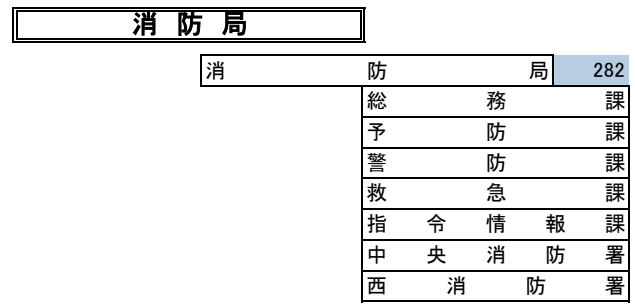 消防局
消防局 282
総務課
予防課
警防課
救急課
指令情報課
中央消防署
西消防署